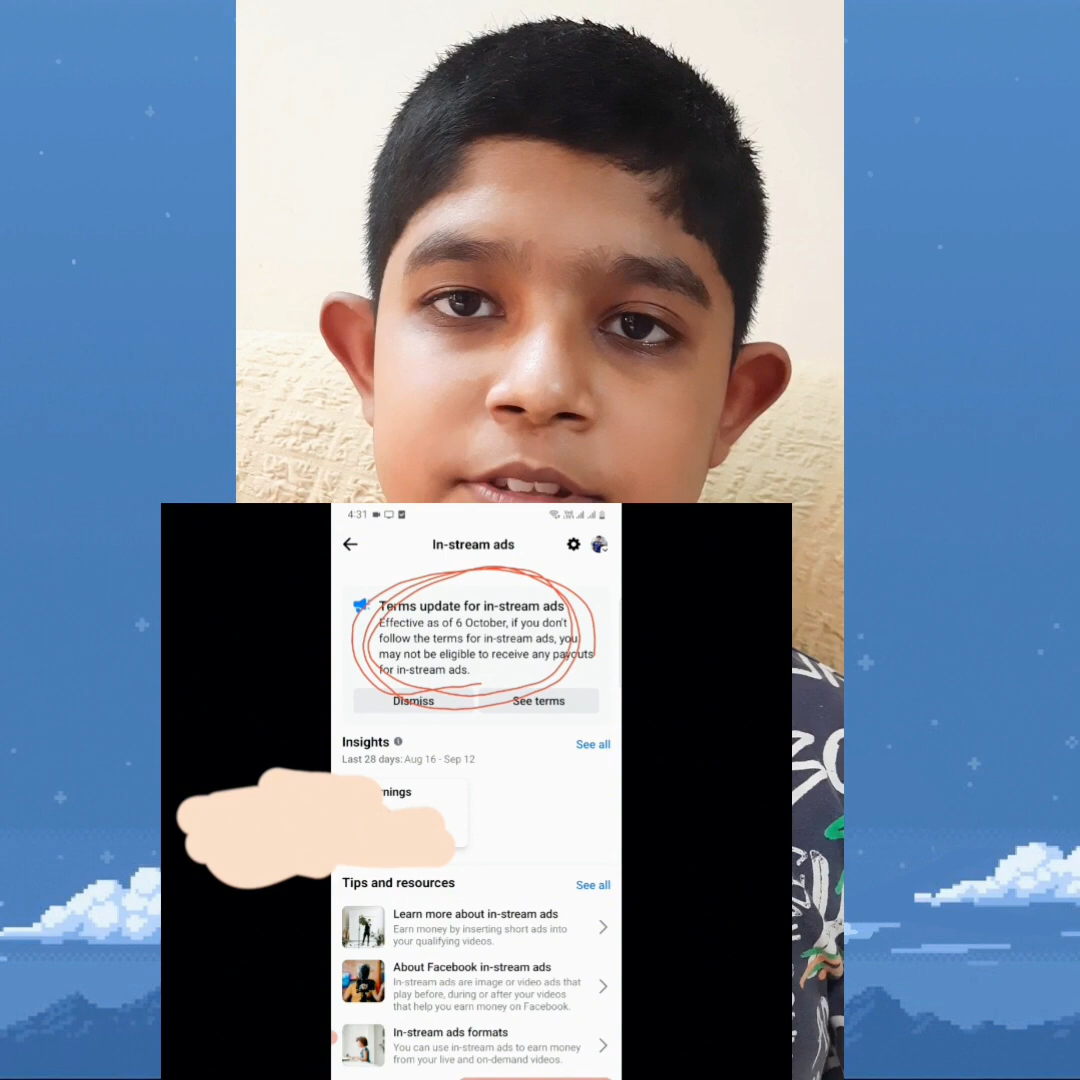 4:31
In-stream ads
Terms update for in-stream ads
Effective as of 6 October, if you don't
follow the terms for in-stream ads, you
may not be eligible to receive any payouts
for in-stream ads.
Dismiss See terms
Insights See all
Last 28 days: Aug 16 - Sep 12
nings
Tips and resources See all
Learn more about in-stream ads
Earn money by inserting short ads into
your qualifying videos.
About Facebook in-stream ads
In-stream ads are image or video ads that
play before, during or after your videos
that help you earn money on Facebook.
In-stream ads formats
You can use in-stream ads to earn money
from your live and on-demand videos.